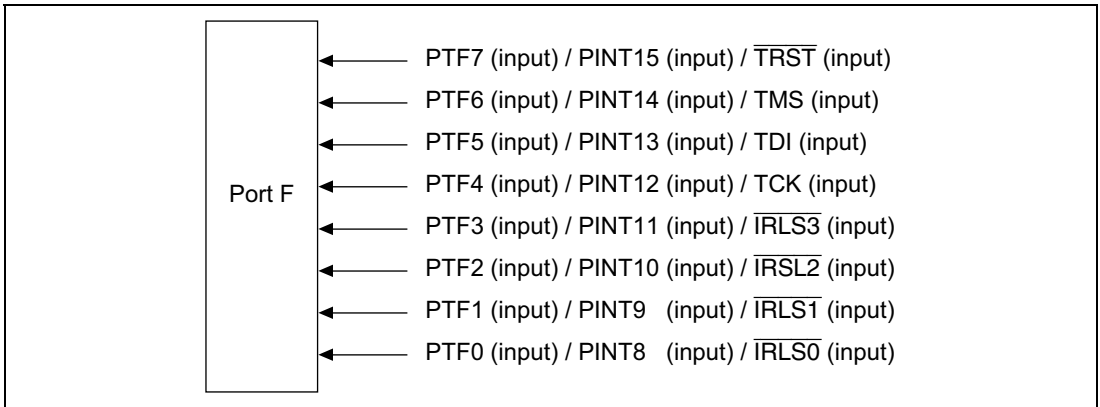 PTF7 (input) / PINT15 (input) / TRST (input)
PTF6 (input) / PINT14 (input) / TMS (input)
PTF5 (input) / PINT13 (input) / TDI (input)
PTF4 (input) / PINT12 (input) / TCK (input)
Port F
PTF3 (input) / PINT11 (input) / IRLS3 (input)
PTF2 (input) / PINT10 (input) / IRSL2 (input)
PTF1 (input) / PINT9 (input) / IRLS1 (input)
PTF0 (input) / PINT8 (input) / IRLS0 (input)